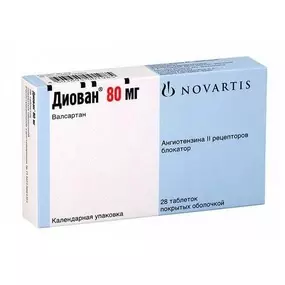 Диован® 80 мг
Валсартан
Календарная упаковка
NOVARTIS
Ангиотензина II рецепторов
блокатор
28 таблеток
покрытых оболочкой